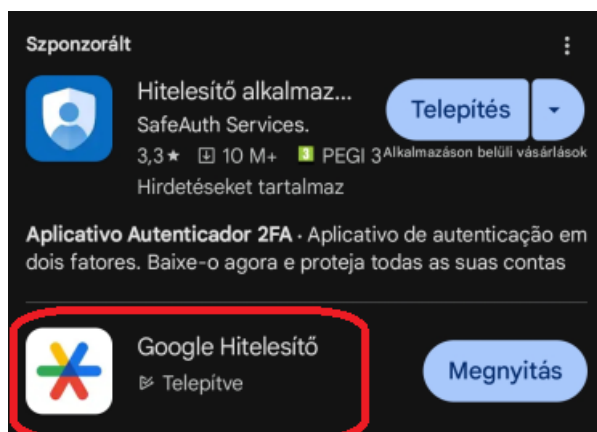 Szponzorált
Hitelesítő alkalmaz...
Telepítés
SafeAuth Services.
3,3★ 10 M+ 3 PEGI 3
Alkalmazáson belüli vásárlások
Hirdetéseket tartalmaz
Aplicativo Autenticador 2FA · Aplicativo de autenticação em
dois fatores. Baixe-o agora e proteja todas as suas contas
Google Hitelesítő
Telepítve
Megnyitás